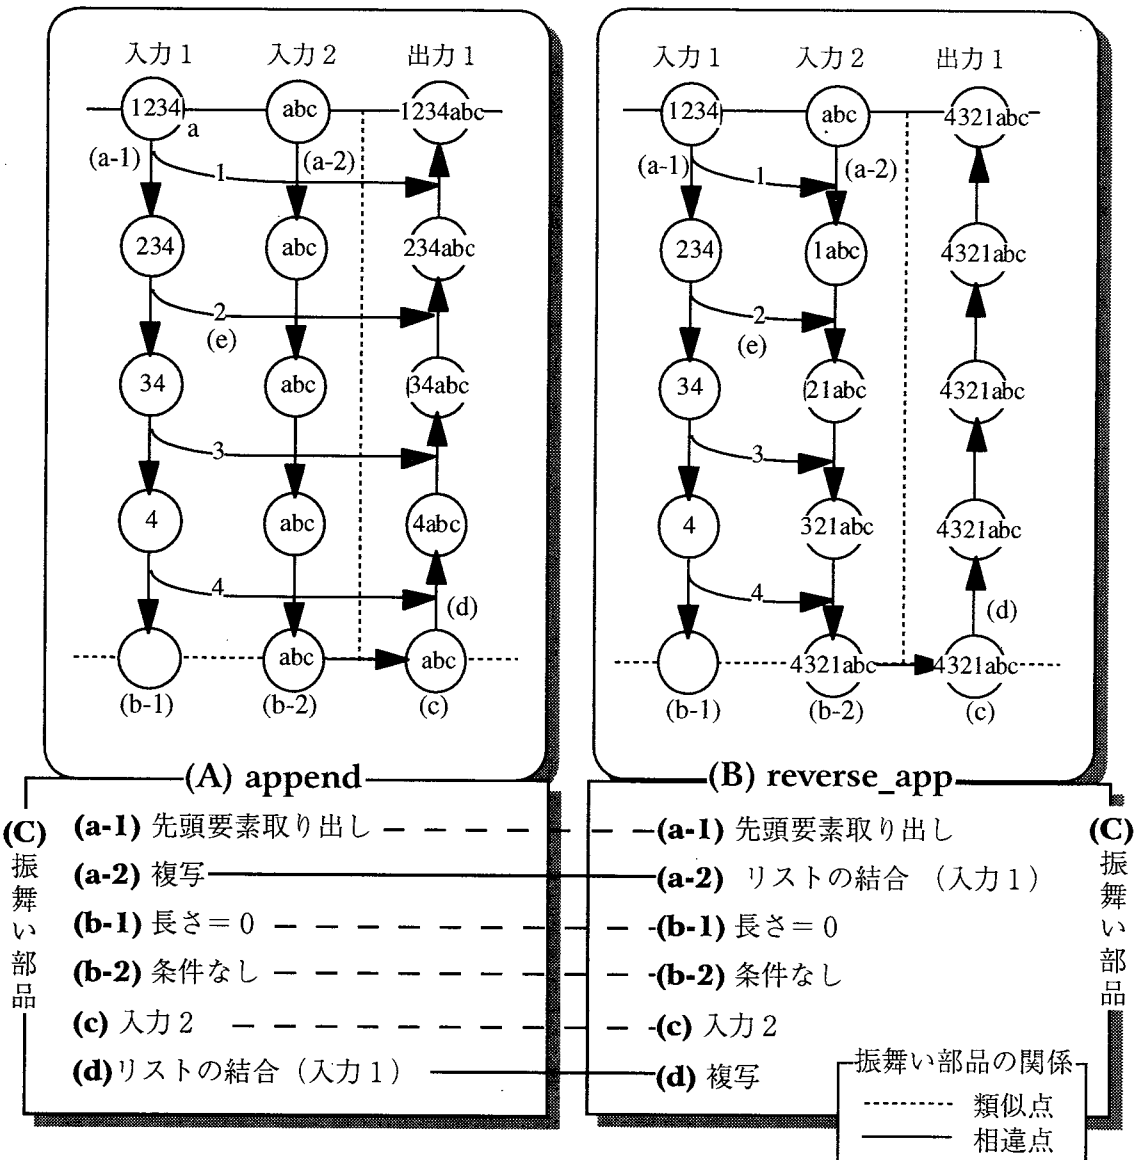 入力1 入力2 出力1
1234 abc 1234abc
a
(a-1) 1 (a-2)
234 abc 234abc
2
(e)
34 abc 34abc
3
4 abc 4abc
4 (d)
abc abc
(b-1) (b-2) (c)
(A) append
入力1 入力2 出力1
1234 abc 4321abc
(a-1) 1 (a-2)
234 1abc 4321abc
2
(e)
34 21abc 4321abc
3
4 321abc 4321abc
4 (d)
4321abc 4321abc
(b-1) (b-2) (c)
(B) reverse_app
(C) 振舞い部品
(a-1) 先頭要素取り出し
(a-2) 複写
(b-1) 長さ=0
(b-2) 条件なし
(c) 入力2
(d)リストの結合(入力1)
(C) 振舞い部品
(a-1) 先頭要素取り出し
(a-2) リストの結合 (入力1)
(b-1) 長さ=0
(b-2) 条件なし
(c) 入力2
(d) 複写
振舞い部品の関係
類似点
相違点